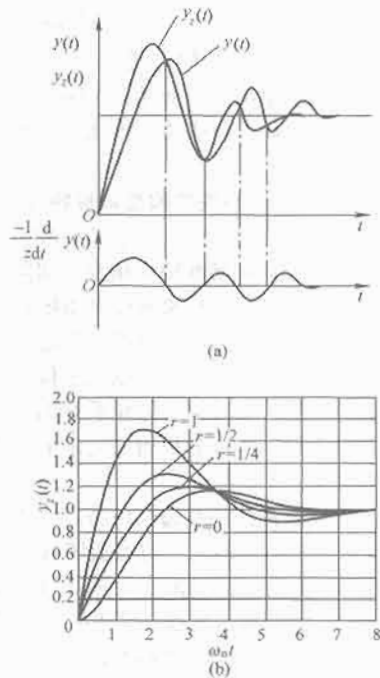 y(t)
y_z(t)
y_z(t)
y(t)
O
t
-1/z d/dt y(t)
O
t
(a)
2.0
1.8
1.6
1.4
1.2
1.0
0.8
0.6
0.4
0.2
0
y_z(t)
r=1
r=1/2
r=1/4
r=0
1 2 3 4 5 6 7 8
ω_n t
(b)